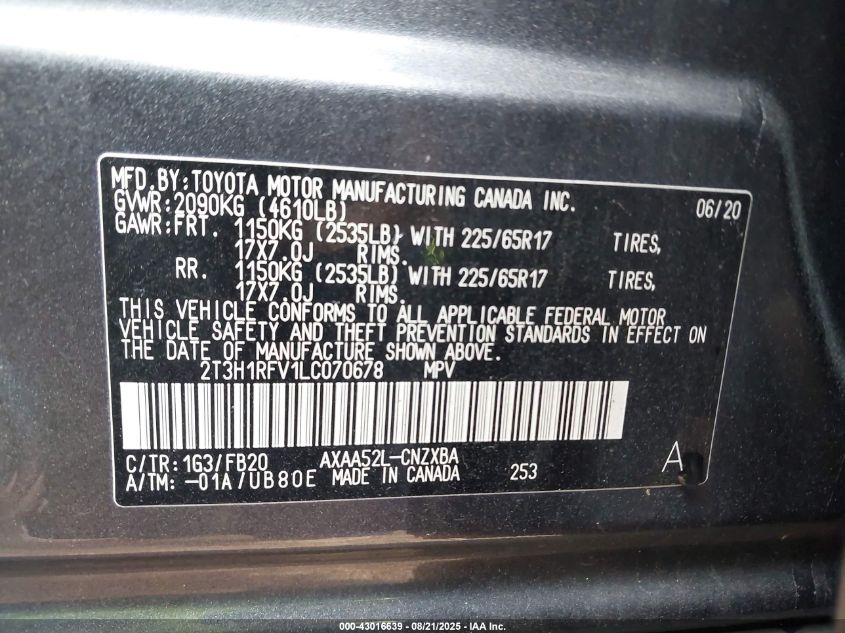 MFD.BY:TOYOTA MOTOR MANUFACTURING CANADA INC. 06/20
GVWR:2090KG (4610LB)
GAWR:FRT. 1150KG (2535LB) WITH 225/65R17 TIRES,
17X7.0J RIMS.
RR. 1150KG (2535LB) WITH 225/65R17 TIRES,
17X7.0J RIMS.
THIS VEHICLE CONFORMS TO ALL APPLICABLE FEDERAL MOTOR
VEHICLE SAFETY AND THEFT PREVENTION STANDARDS IN EFFECT ON
THE DATE OF MANUFACTURE SHOWN ABOVE.
2T3H1RFV1LC070678 MPV
C/TR: 1G3/FB20 AXAA52L-CNZXBA A
A/TM: -01A/UB80E MADE IN CANADA 253
000-43016639 - 08/21/2025 - IAA Inc.